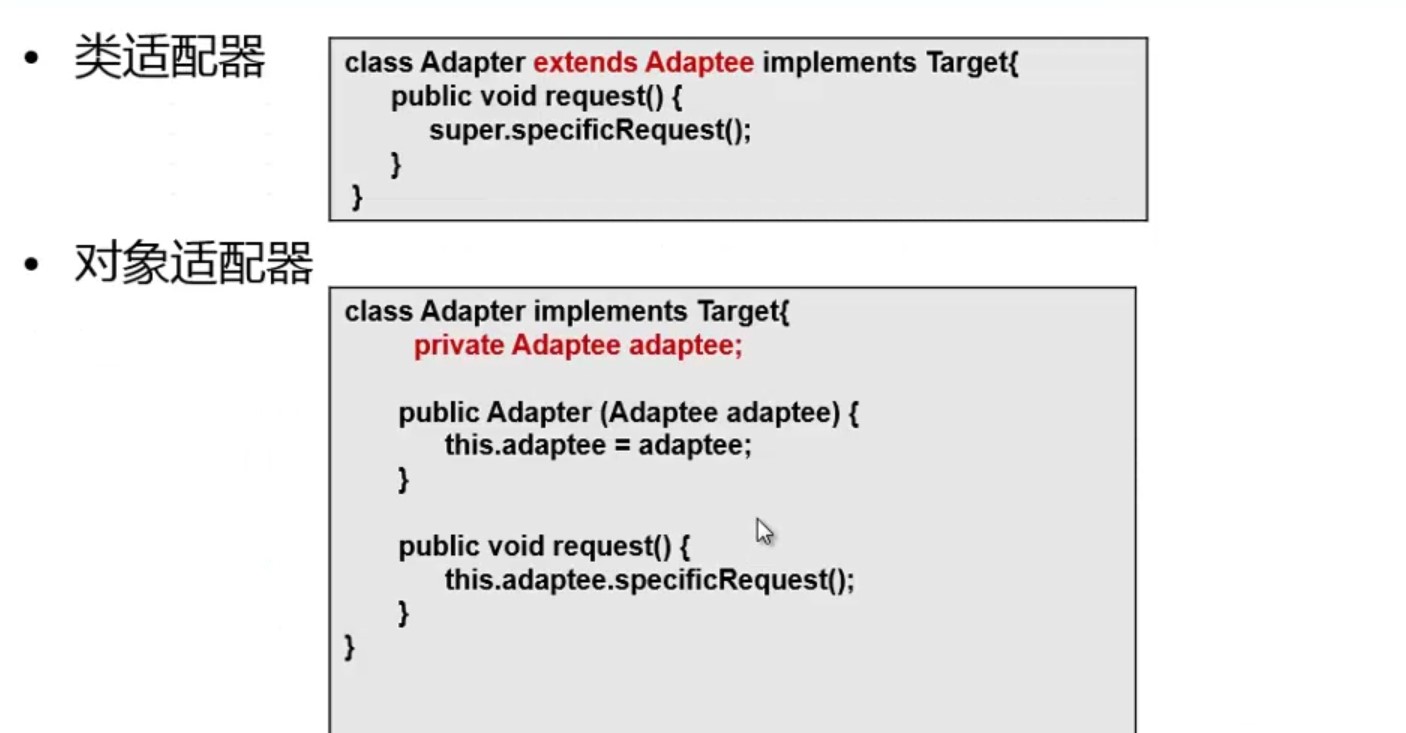 • 类适配器
class Adapter extends Adaptee implements Target{
public void request() {
super.specificRequest();
}
}
• 对象适配器
class Adapter implements Target{
private Adaptee adaptee;
public Adapter (Adaptee adaptee) {
this.adaptee = adaptee;
}
public void request() {
this.adaptee.specificRequest();
}
}